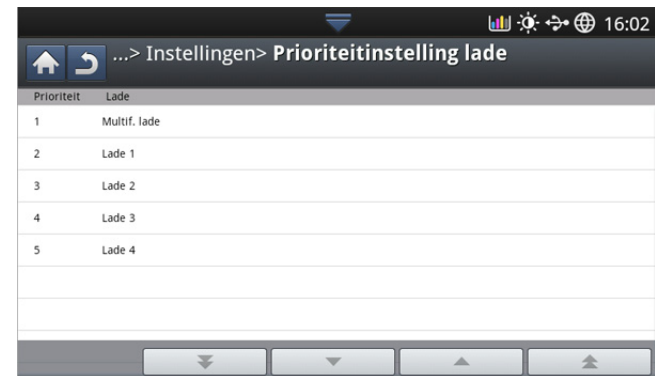 16:02
...> Instellingen> Prioriteitinstelling lade
Prioriteit Lade
1 Multif. lade
2 Lade 1
3 Lade 2
4 Lade 3
5 Lade 4